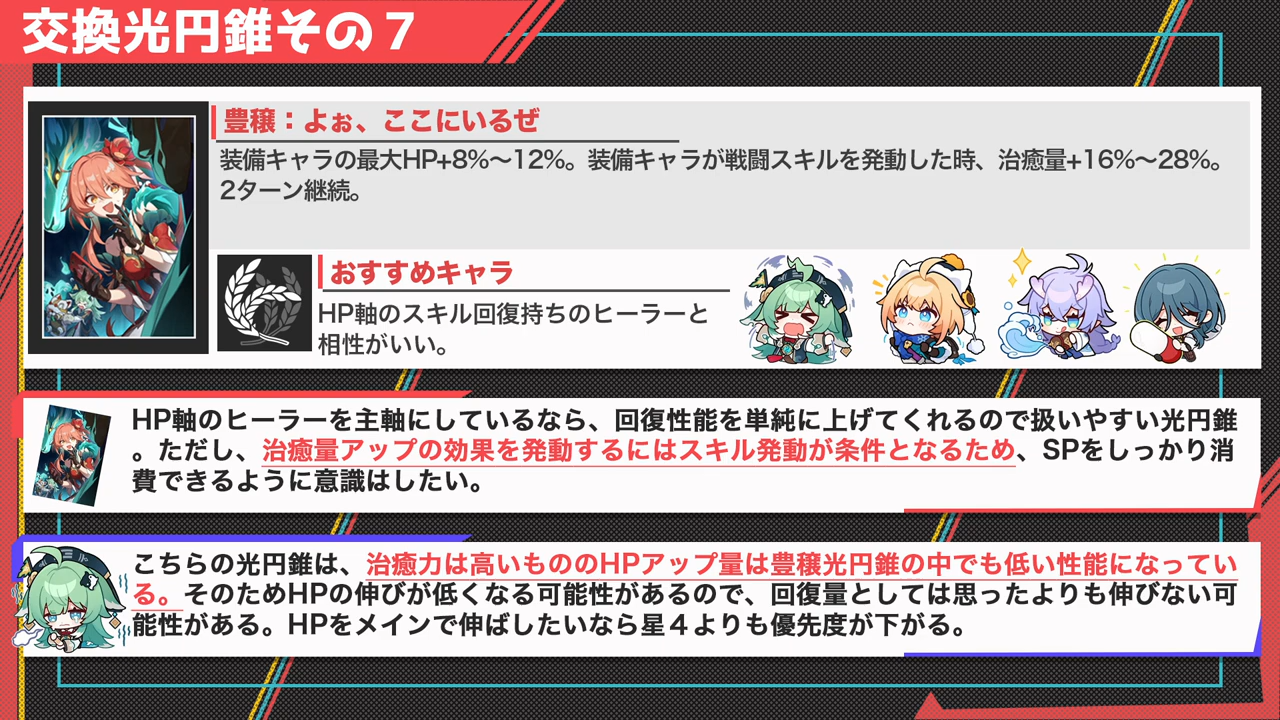 交換光円錐その７
豊穣：よぉ、ここにいるぜ
装備キャラの最大HP+8%〜12%。装備キャラが戦闘スキルを発動した時、治癒量+16%〜28%。
2ターン継続。
おすすめキャラ
HP軸のスキル回復持ちのヒーラーと
相性がいい。
HP軸のヒーラーを主軸にしているなら、回復性能を単純に上げてくれるので扱いやすい光円錐
。ただし、治癒量アップの効果を発動するにはスキル発動が条件となるため、SPをしっかり消
費できるように意識はしたい。
こちらの光円錐は、治癒力は高いもののHPアップ量は豊穣光円錐の中でも低い性能になってい
る。そのためHPの伸びが低くなる可能性があるので、回復量としては思ったよりも伸びない可
能性がある。HPをメインで伸ばしたいなら星４よりも優先度が下がる。